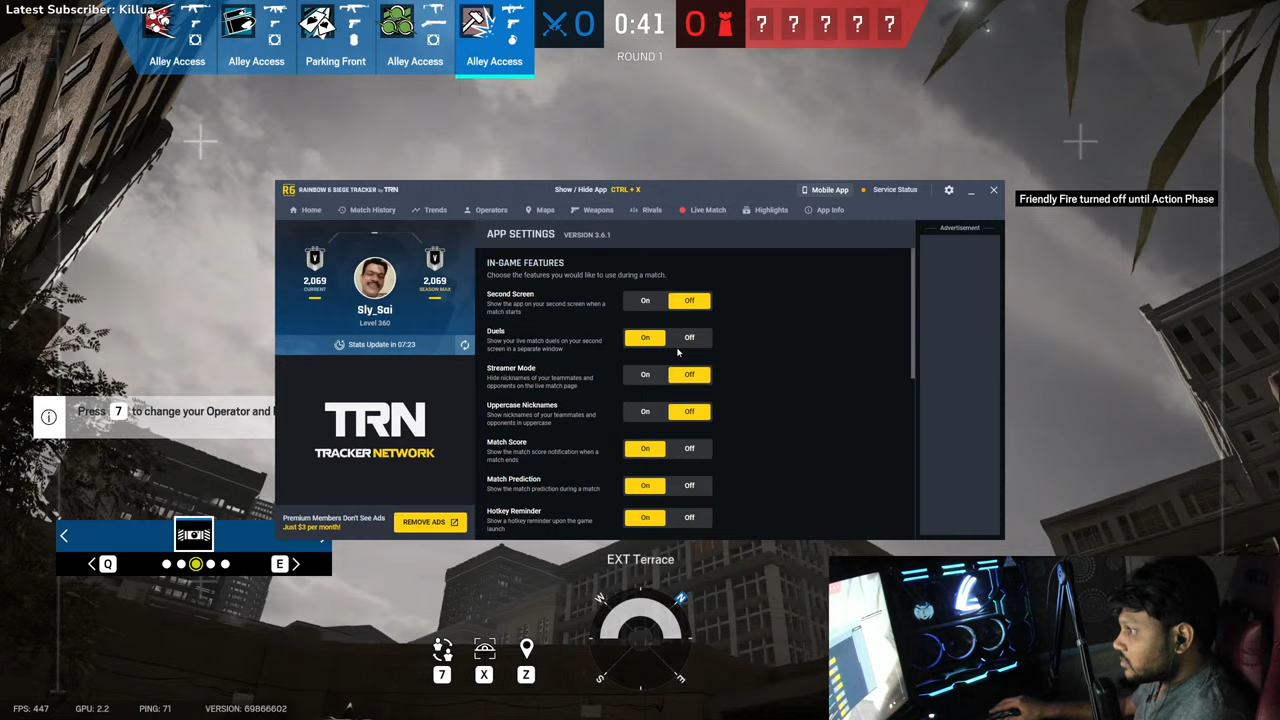 Latest Subscriber: Killua
Alley Access
Alley Access
Parking Front
Alley Access
Alley Access
0
0:41
0
? ? ? ? ?
ROUND 1
R6 RAINBOW 6 SIEGE TRACKER by TRN
Show / Hide App CTRL + X
Mobile App
Service Status
Home
Match History
Trends
Operators
Maps
Weapons
Rivals
Live Match
Highlights
App Info
Friendly Fire turned off until Action Phase
V
2,069
CURRENT
V
2,069
SEASON MAX
Sly_Sai
Level 360
Stats Update in 07:23
TRN
TRACKER NETWORK
Premium Members Don't See Ads
Just $3 per month!
REMOVE ADS
APP SETTINGS VERSION 3.6.1
IN-GAME FEATURES
Choose the features you would like to use during a match.
Second Screen
Show the app on your second screen when a
match starts
On Off
Duels
Show your live match duels on your second
screen in a separate window
On Off
Streamer Mode
Hide nicknames of your teammates and
opponents on the live match page
On Off
Uppercase Nicknames
Show nicknames of your teammates and
opponents in uppercase
On Off
Match Score
Show the match score notification when a
match ends
On Off
Match Prediction
Show the match prediction during a match
On Off
Hotkey Reminder
Show a hotkey reminder upon the game
launch
On Off
Advertisement
Press 7 to change your Operator and
Q
E
EXT Terrace
W N
S E
7 X Z
FPS: 447 GPU: 2.2 PING: 71 VERSION: 69866602